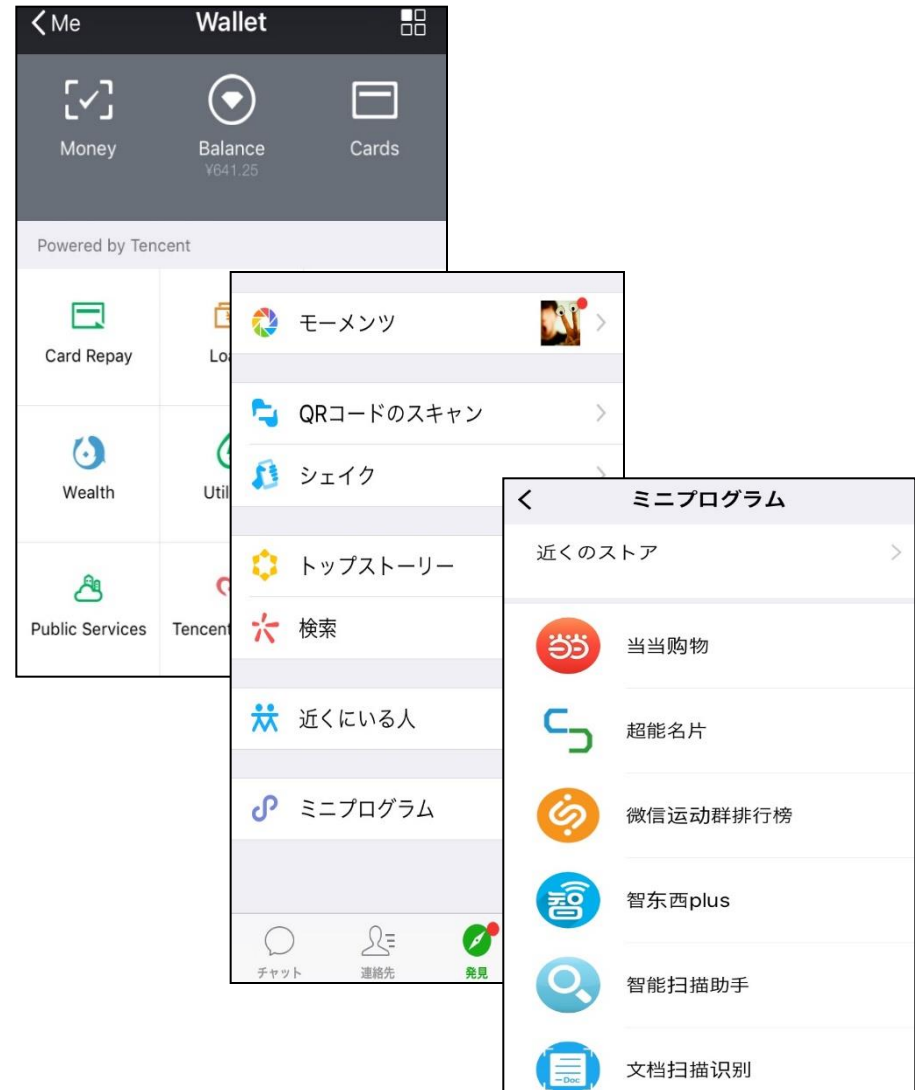 Me
Wallet
Money
Balance
Cards
¥641.25
Powered by Tencent
Card Repay
Wealth
Public Services
Tencent
モーメンツ
QRコードのスキャン
シェイク
トップストーリー
検索
近くにいる人
ミニプログラム
チャット
連絡先
発見
ミニプログラム
近くのストア
当当
当当购物
超能名片
微信运动群排行榜
智
智东西plus
智能扫描助手
Doc
文档扫描识别